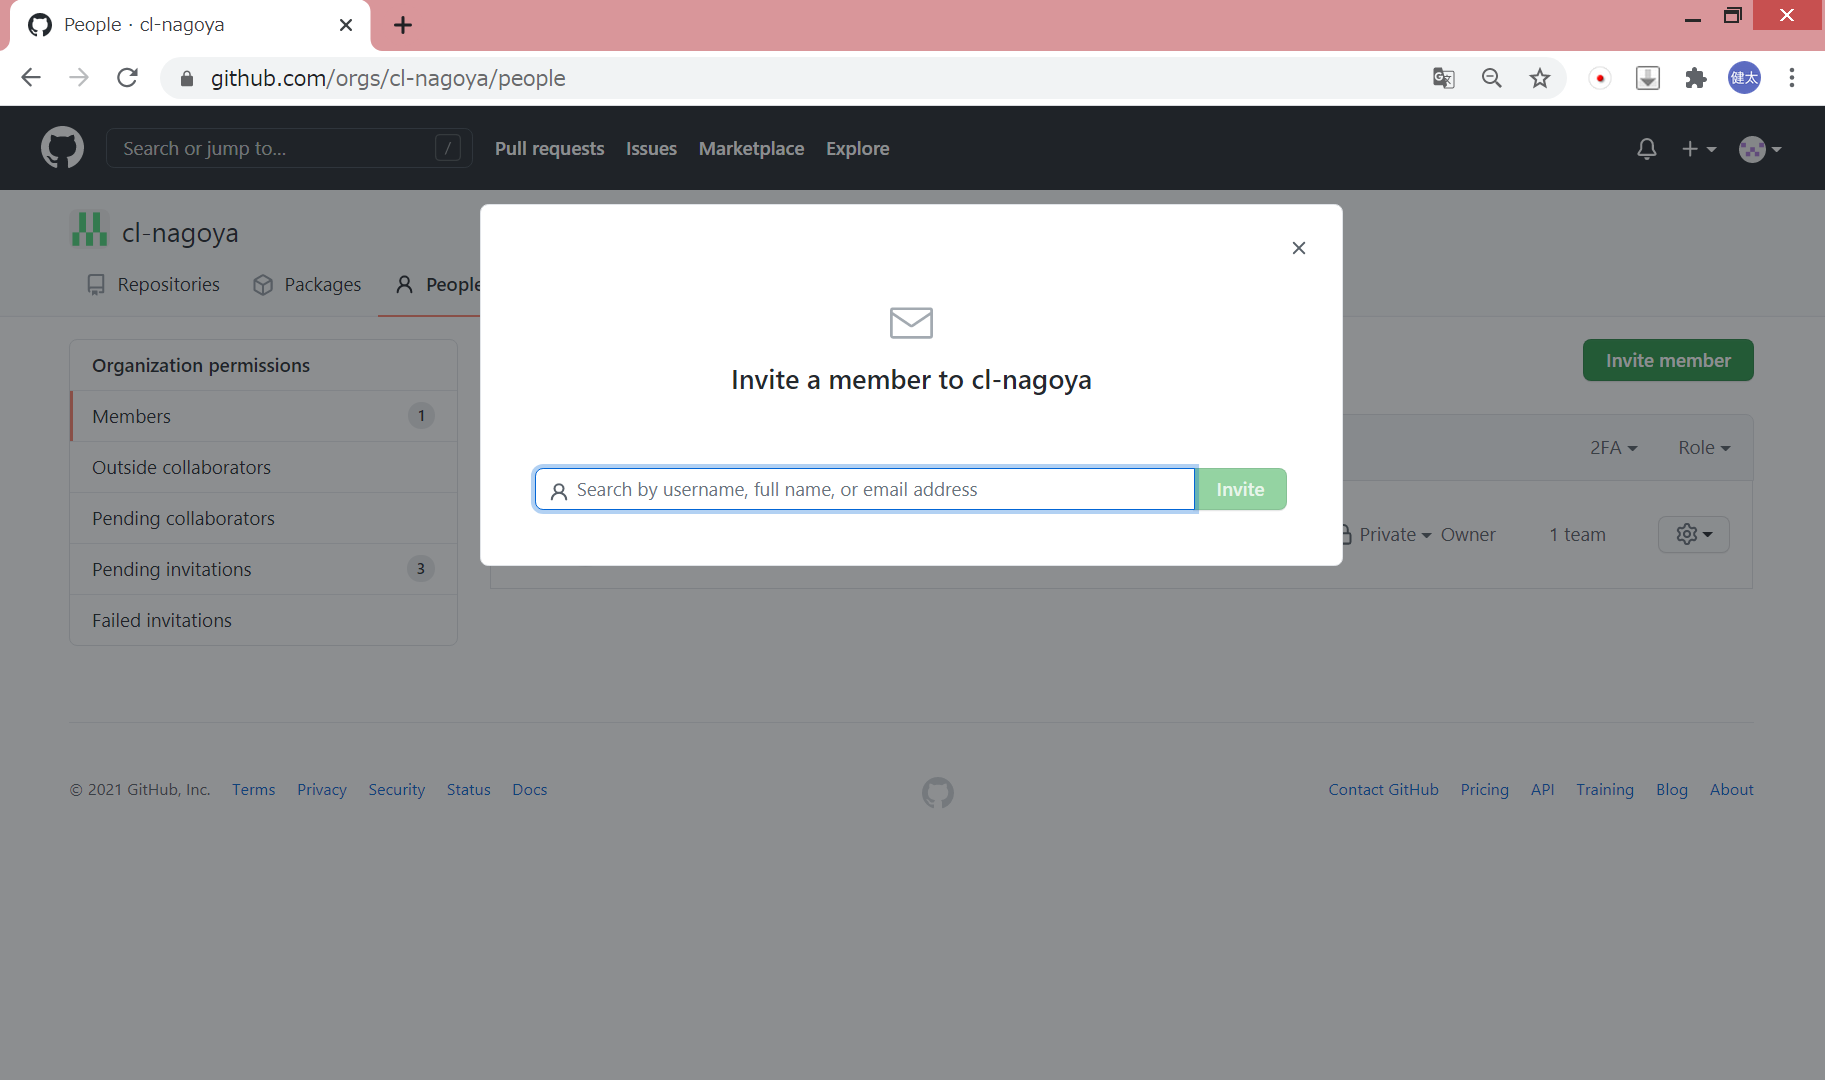 People · cl-nagoya
github.com/orgs/cl-nagoya/people
健太
Search or jump to...
/
Pull requests
Issues
Marketplace
Explore
cl-nagoya
Repositories
Packages
People
Invite a member to cl-nagoya
Search by username, full name, or email address
Invite
Organization permissions
Members 1
Outside collaborators
Pending collaborators
Pending invitations 3
Failed invitations
Invite member
2FA
Role
Private
Owner
1 team
© 2021 GitHub, Inc. Terms Privacy Security Status Docs
Contact GitHub Pricing API Training Blog About